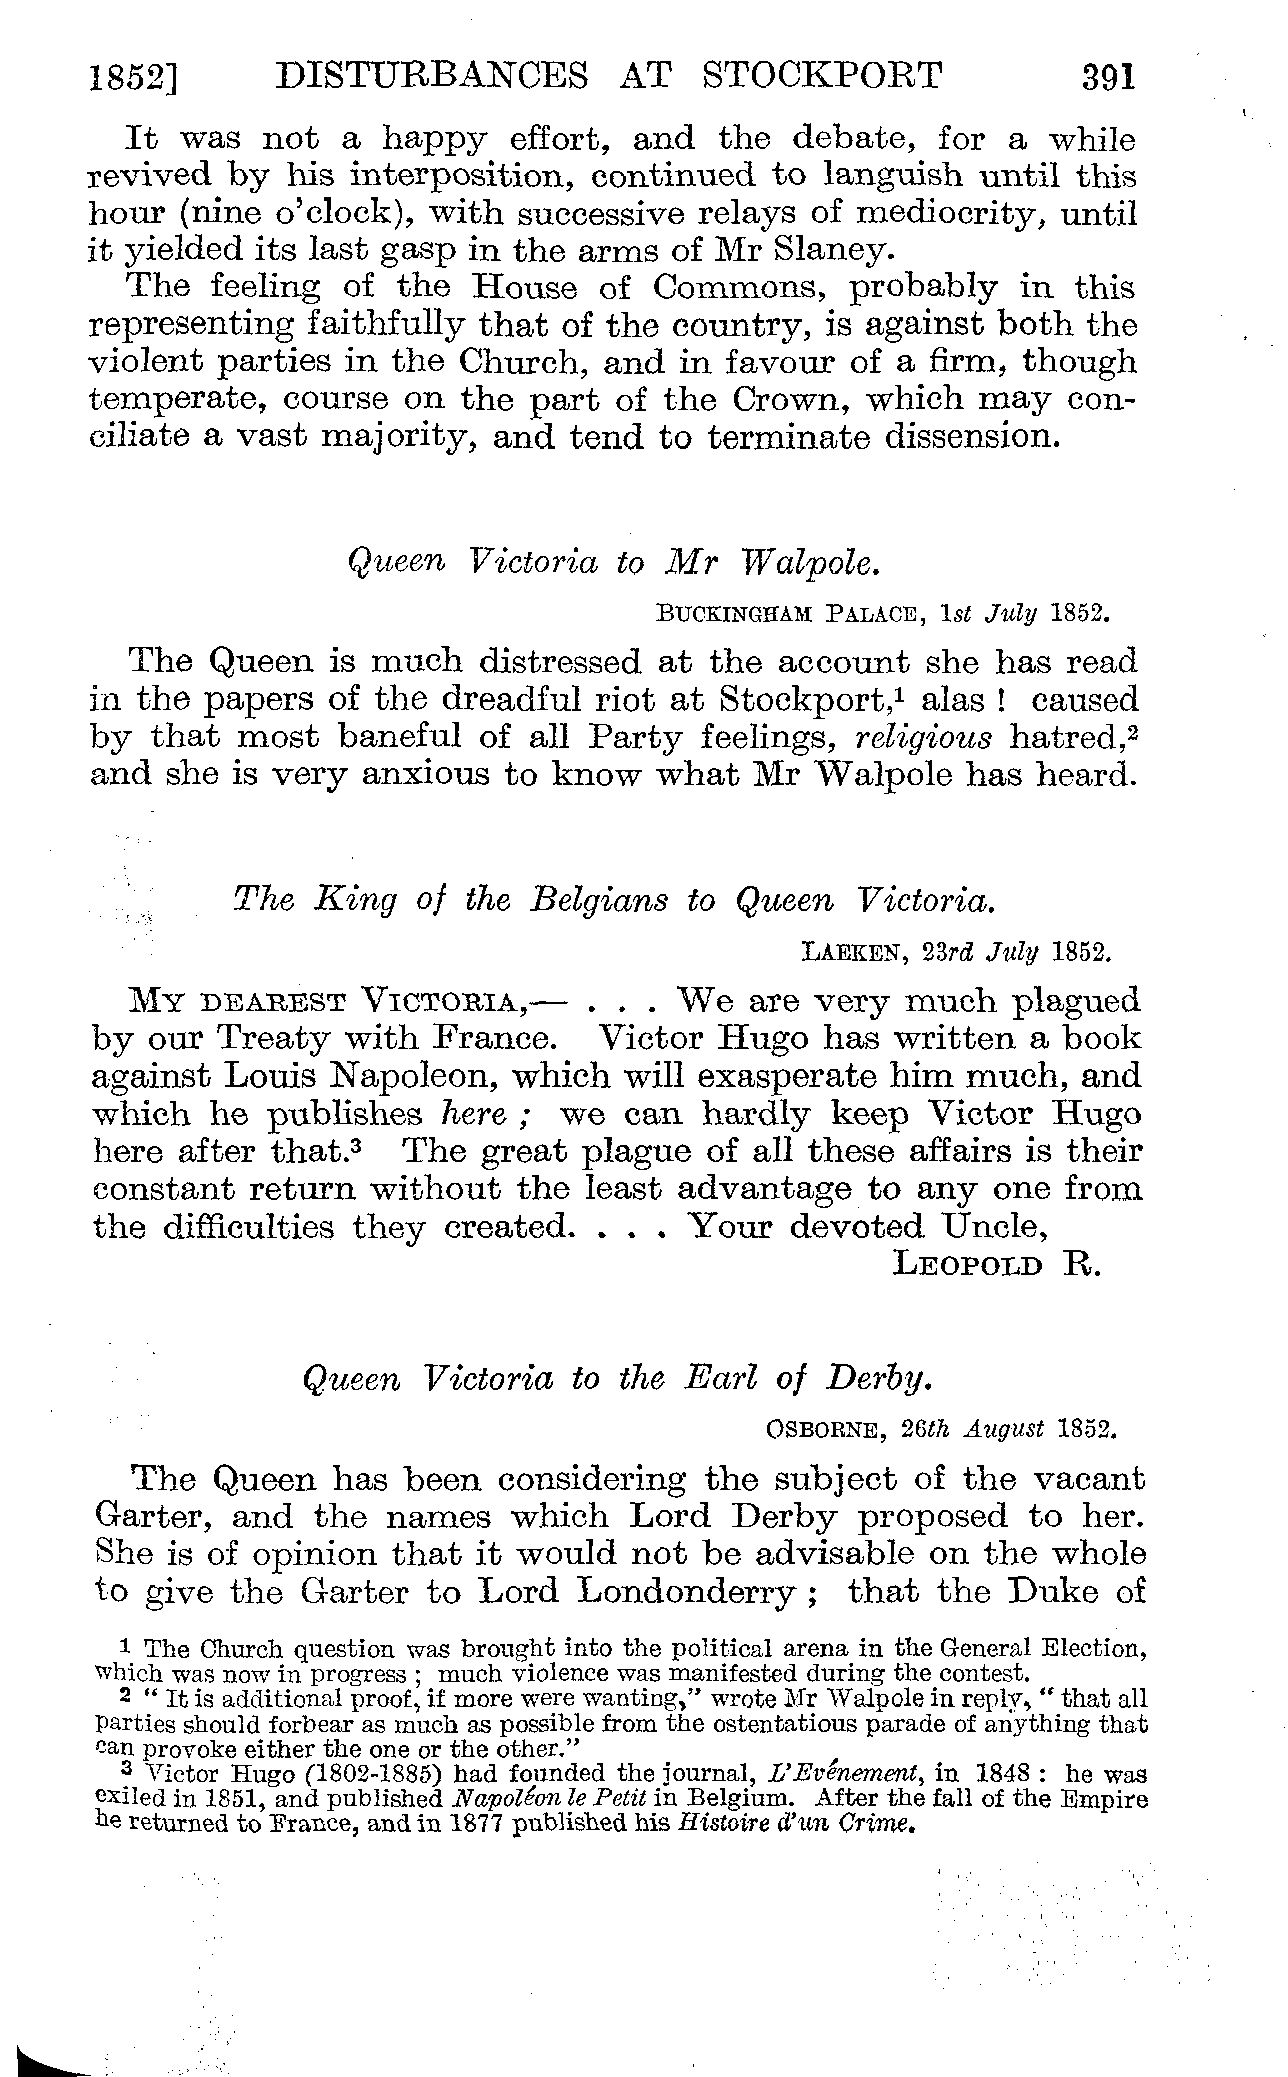 1852] DISTURBANCES AT STOCKPORT 391
It was not a happy effort, and the debate, for a while
revived by his interposition, continued to languish until this
hour (nine o'clock), with successive relays of mediocrity, until
it yielded its last gasp in the arms of Mr Slaney.
The feeling of the House of Commons, probably in this
representing faithfully that of the country, is against both the
violent parties in the Church, and in favour of a firm, though
temperate, course on the part of the Crown, which may con-
ciliate a vast majority, and tend to terminate dissension.
Queen Victoria to Mr Walpole.
BUCKINGHAM PALACE, 1st July 1852.
The Queen is much distressed at the account she has read
in the papers of the dreadful riot at Stockport,¹ alas ! caused
by that most baneful of all Party feelings, religious hatred,²
and she is very anxious to know what Mr Walpole has heard.
The King of the Belgians to Queen Victoria.
LAEKEN, 23rd July 1852.
MY DEAREST VICTORIA,— . . . We are very much plagued
by our Treaty with France. Victor Hugo has written a book
against Louis Napoleon, which will exasperate him much, and
which he publishes here ; we can hardly keep Victor Hugo
here after that.³ The great plague of all these affairs is their
constant return without the least advantage to any one from
the difficulties they created. . . . Your devoted Uncle,
LEOPOLD R.
Queen Victoria to the Earl of Derby.
OSBORNE, 26th August 1852.
The Queen has been considering the subject of the vacant
Garter, and the names which Lord Derby proposed to her.
She is of opinion that it would not be advisable on the whole
to give the Garter to Lord Londonderry ; that the Duke of
1 The Church question was brought into the political arena in the General Election,
which was now in progress ; much violence was manifested during the contest.
2 “ It is additional proof, if more were wanting,” wrote Mr Walpole in reply, “ that all
parties should forbear as much as possible from the ostentatious parade of anything that
can provoke either the one or the other.”
3 Victor Hugo (1802-1885) had founded the journal, L'Evénement, in 1848 : he was
exiled in 1851, and published Napoléon le Petit in Belgium. After the fall of the Empire
he returned to France, and in 1877 published his Histoire d'un Crime.